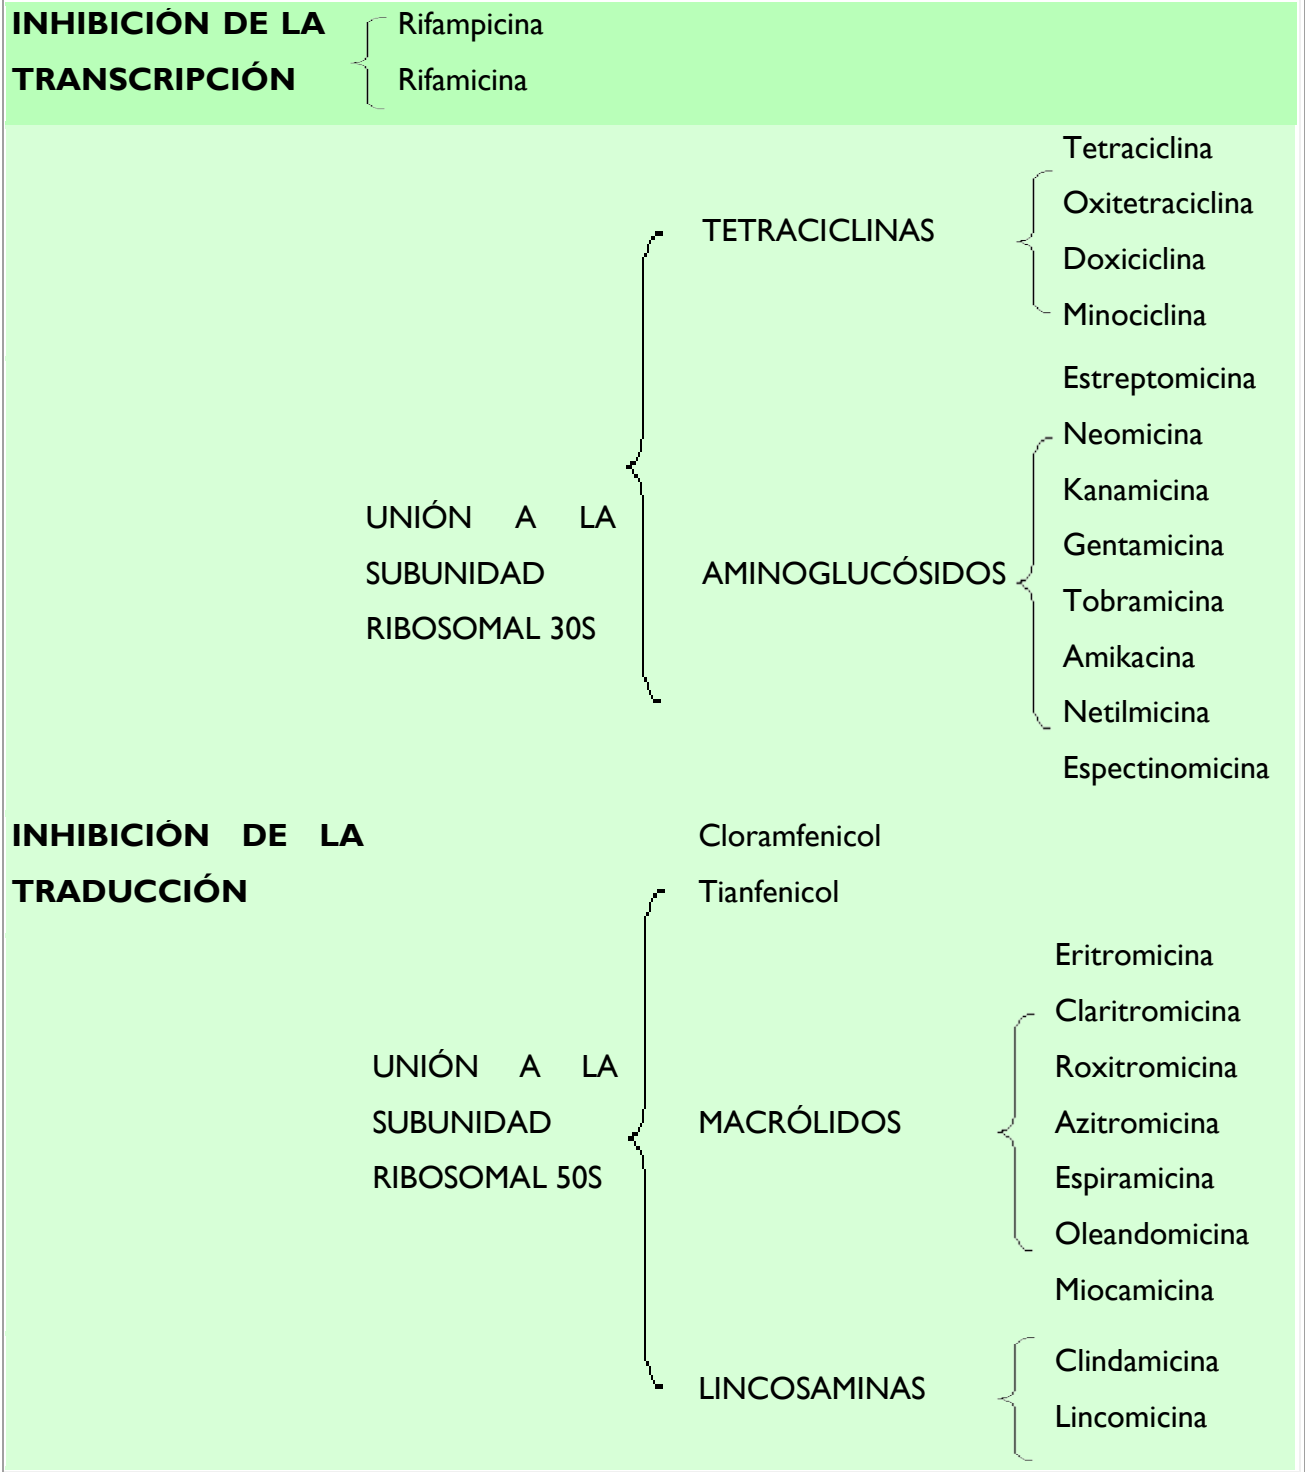 INHIBICIÓN DE LA
TRANSCRIPCIÓN
Rifampicina
Rifamicina
INHIBICIÓN DE LA
TRADUCCIÓN
UNIÓN A LA
SUBUNIDAD
RIBOSOMAL 30S
TETRACICLINAS
Tetraciclina
Oxitetraciclina
Doxiciclina
Minociclina
AMINOGLUCÓSIDOS
Estreptomicina
Neomicina
Kanamicina
Gentamicina
Tobramicina
Amikacina
Netilmicina
Espectinomicina
UNIÓN A LA
SUBUNIDAD
RIBOSOMAL 50S
Cloramfenicol
Tianfenicol
MACRÓLIDOS
Eritromicina
Claritromicina
Roxitromicina
Azitromicina
Espiramicina
Oleandomicina
Miocamicina
LINCOSAMINAS
Clindamicina
Lincomicina